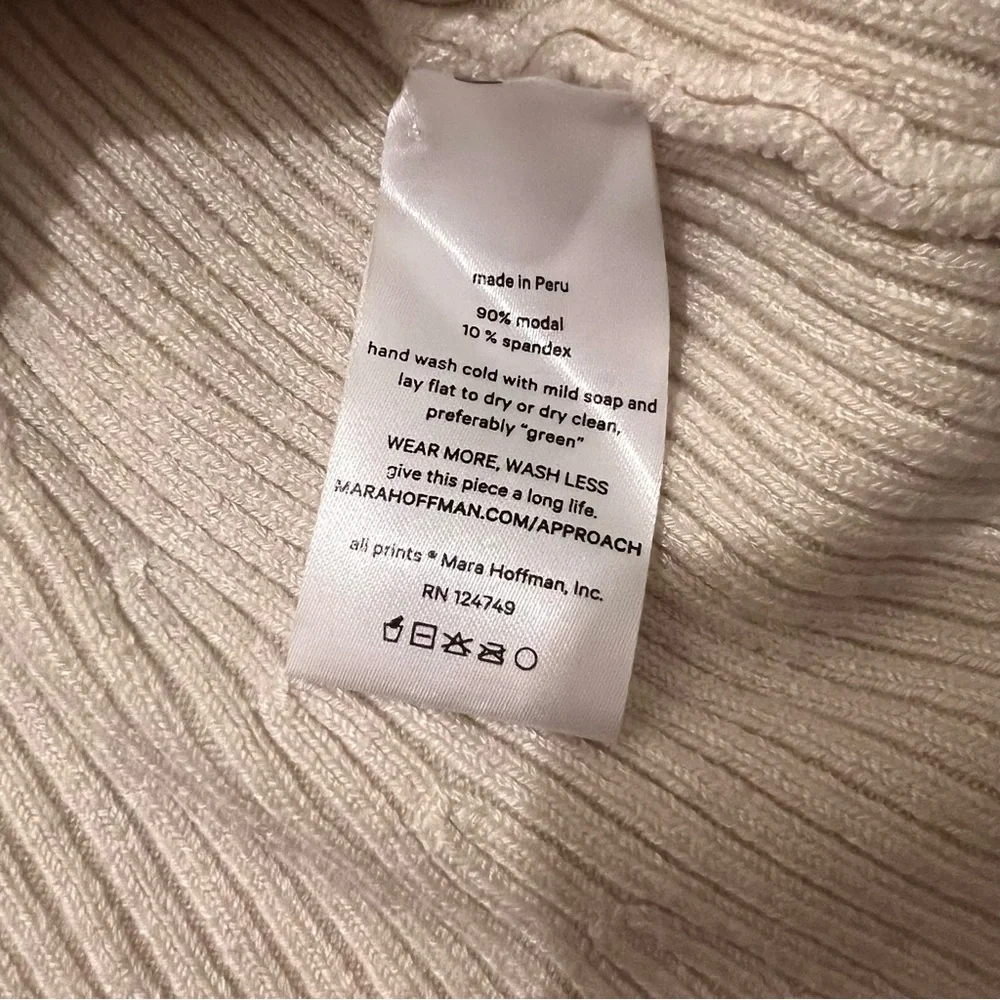 made in Peru
90% modal
10 % spandex
hand wash cold with mild soap and
lay flat to dry or dry clean,
preferably “green”
WEAR MORE, WASH LESS
give this piece a long life.
MARAHOFFMAN.COM/APPROACH
all prints ® Mara Hoffman, Inc.
RN 124749